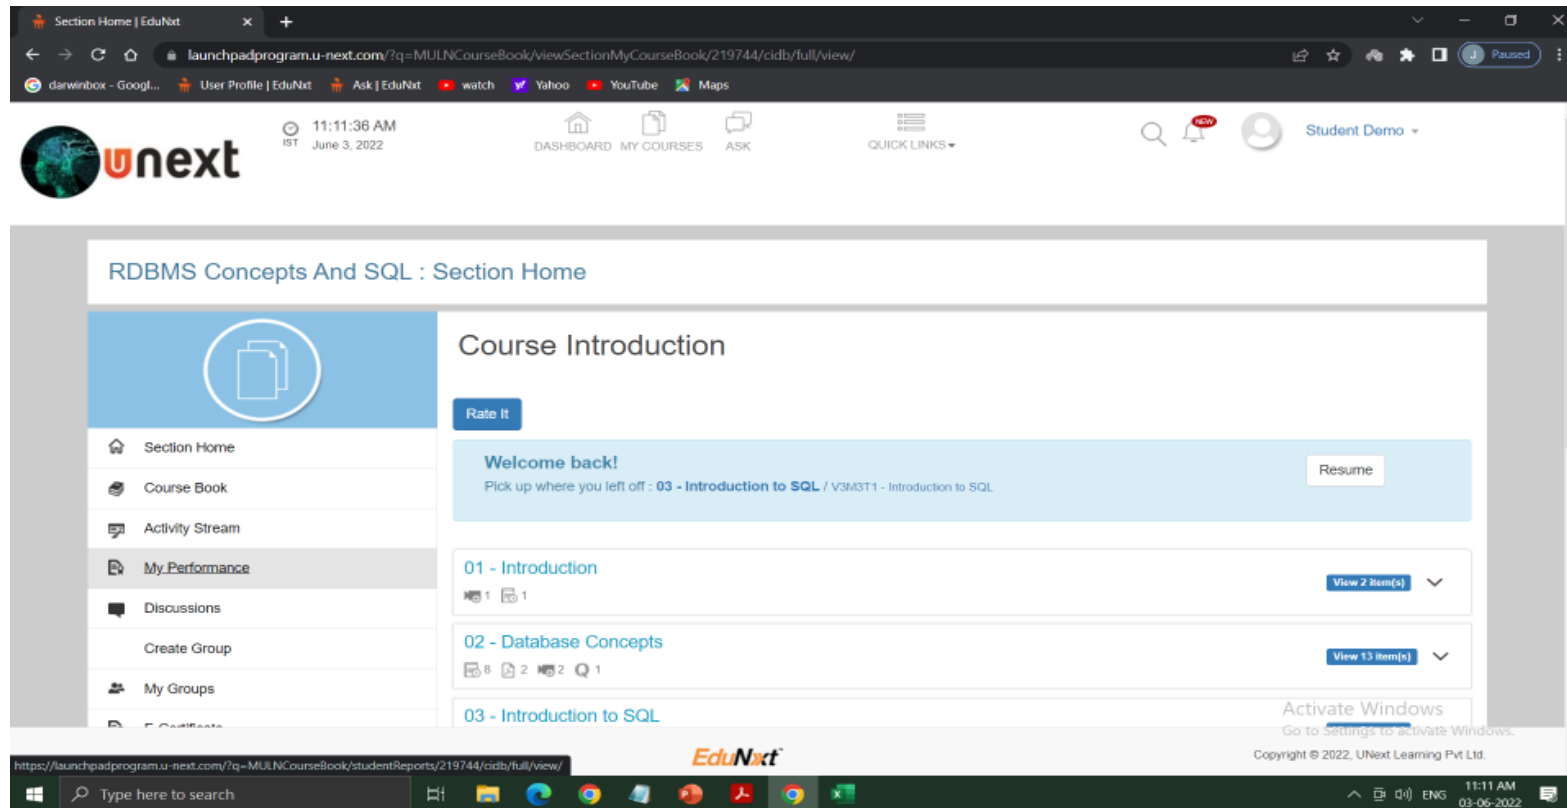 Section Home | EduNxt
launchpadprogram.u-next.com/?q=MULNCourseBook/viewSectionMyCourseBook/219744/cidb/full/view/
J Paused
darwinbox - Googl... User Profile | EduNxt Ask | EduNxt watch Yahoo YouTube Maps
unext
11:11:36 AM
IST June 3, 2022
DASHBOARD MY COURSES ASK QUICK LINKS
NEW
Student Demo
RDBMS Concepts And SQL : Section Home
Section Home
Course Book
Activity Stream
My Performance
Discussions
Create Group
My Groups
E-Certificate
Course Introduction
Rate It
Welcome back!
Pick up where you left off : 03 - Introduction to SQL / V3M3T1 - Introduction to SQL
Resume
01 - Introduction
1 1
View 2 item(s)
02 - Database Concepts
8 2 2 Q 1
View 13 item(s)
03 - Introduction to SQL
Activate Windows
Go to Settings to activate Windows.
EduNxt
Copyright © 2022, UNext Learning Pvt Ltd.
https://launchpadprogram.u-next.com/?q=MULNCourseBook/studentReports/219744/cidb/full/view/
Type here to search
ENG
11:11 AM
03-06-2022